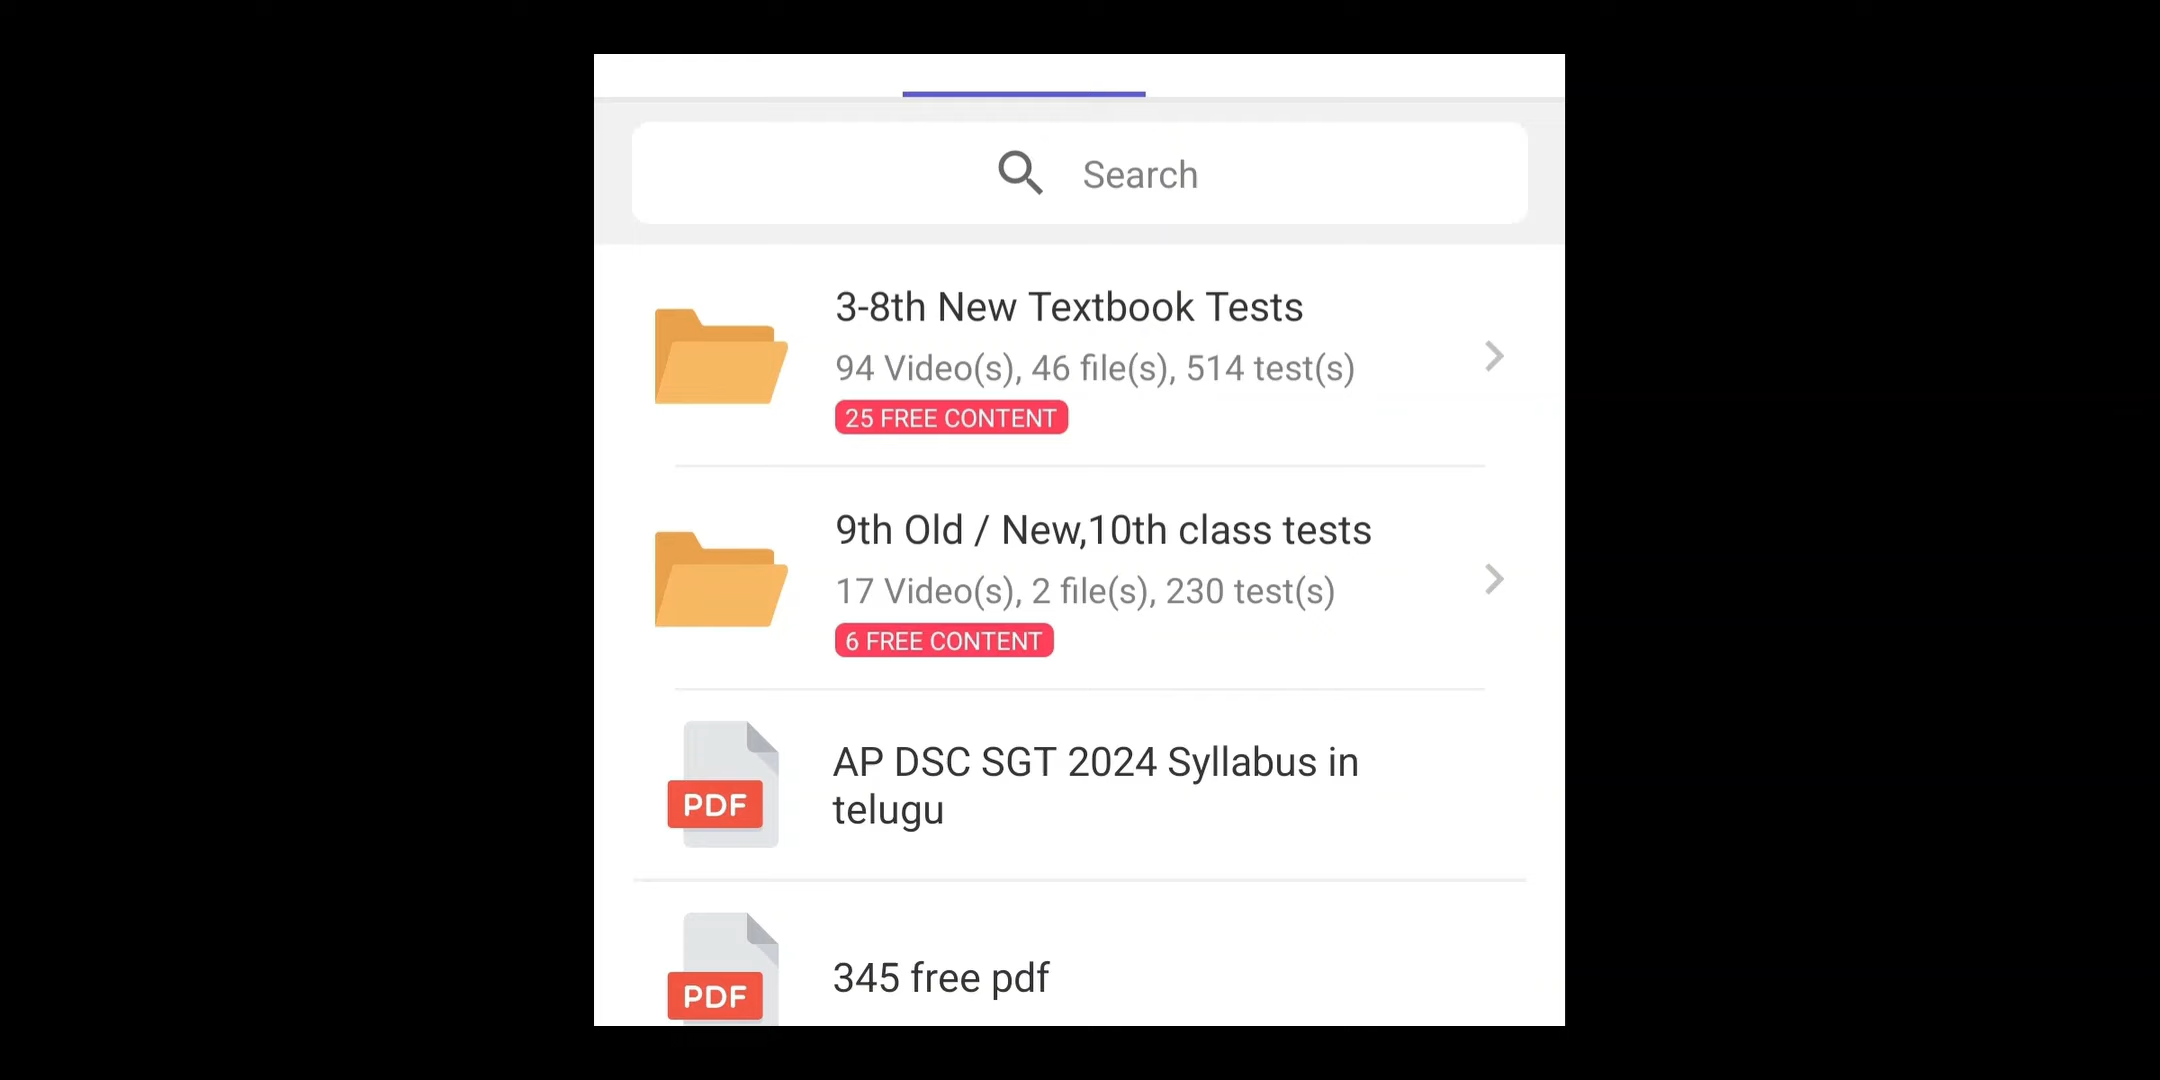 Search
3-8th New Textbook Tests
94 Video(s), 46 file(s), 514 test(s)
25 FREE CONTENT
9th Old / New,10th class tests
17 Video(s), 2 file(s), 230 test(s)
6 FREE CONTENT
PDF
AP DSC SGT 2024 Syllabus in
telugu
PDF
345 free pdf